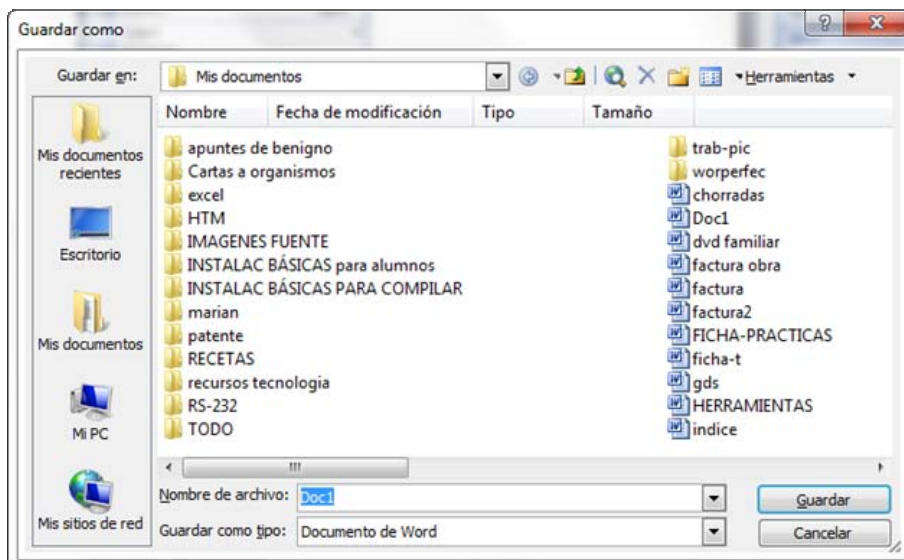 Guardar como
Guardar en: Mis documentos Herramientas
Nombre Fecha de modificación Tipo Tamaño
Mis documentos recientes
Escritorio
Mis documentos
Mi PC
Mis sitios de red
apuntes de benigno
Cartas a organismos
excel
HTM
IMAGENES FUENTE
INSTALAC BÁSICAS para alumnos
INSTALAC BÁSICAS PARA COMPILAR
marian
patente
RECETAS
recursos tecnologia
RS-232
TODO
trab-pic
worperfec
chorradas
Doc1
dvd familiar
factura obra
factura
factura2
FICHA-PRACTICAS
ficha-t
gds
HERRAMIENTAS
indice
Nombre de archivo: Doc1 Guardar
Guardar como tipo: Documento de Word Cancelar